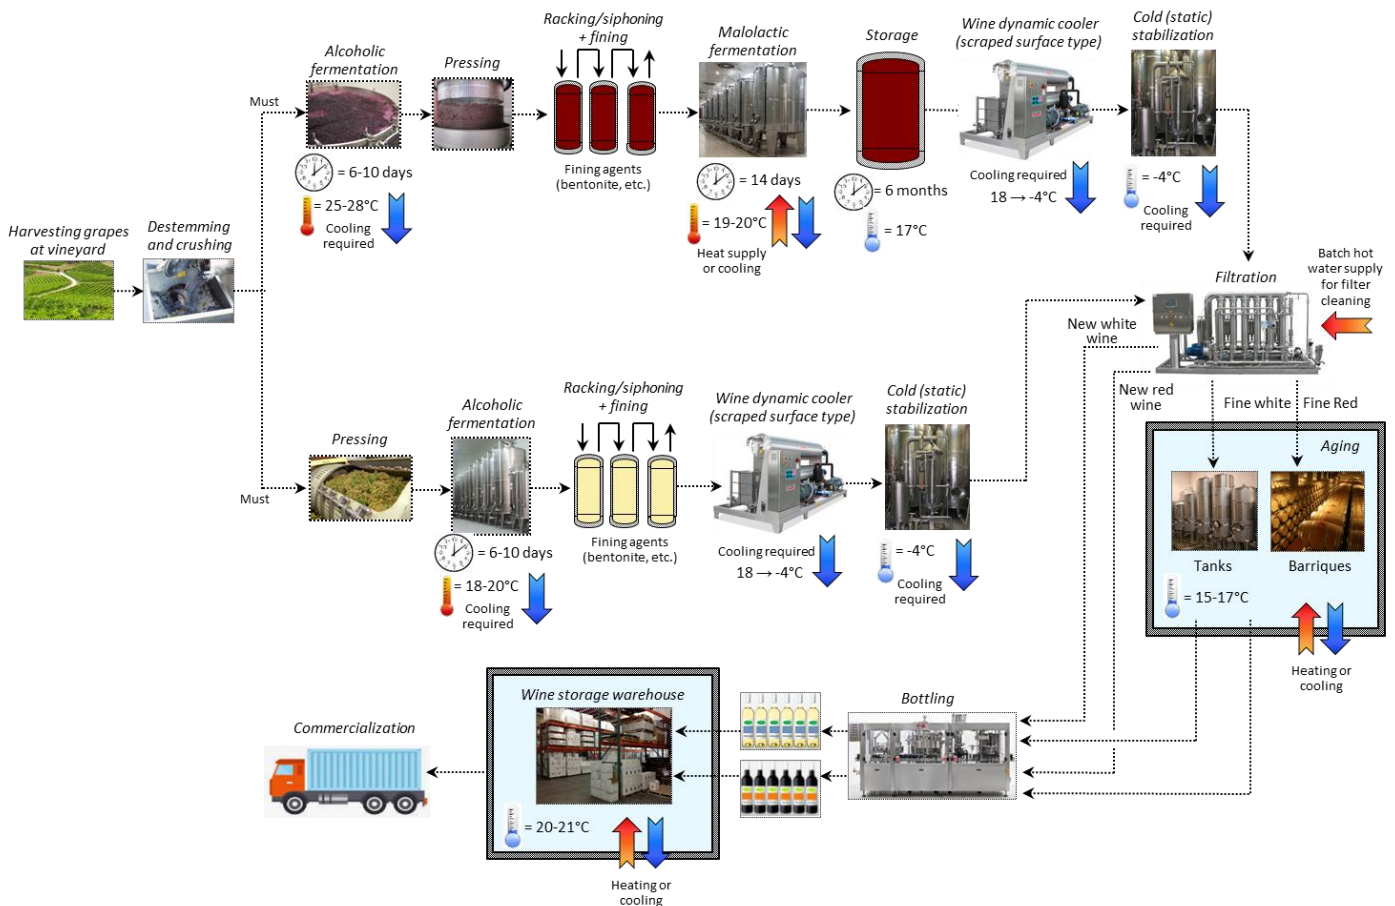 Harvesting grapes
at vineyard
Destemming
and crushing
Must
Alcoholic
fermentation
= 6-10 days
= 25-28°C
Cooling
required
Pressing
Racking/siphoning
+ fining
Fining agents
(bentonite, etc.)
Malolactic
fermentation
= 14 days
= 19-20°C
Heat supply
or cooling
Storage
= 6 months
= 17°C
Wine dynamic cooler
(scraped surface type)
Cooling required
18 → -4°C
Cold (static)
stabilization
= -4°C
Cooling
required
Filtration
Batch hot
water supply
for filter
cleaning
Must
Pressing
Alcoholic
fermentation
= 6-10 days
= 18-20°C
Cooling
required
Racking/siphoning
+ fining
Fining agents
(bentonite, etc.)
Wine dynamic cooler
(scraped surface type)
Cooling required
18 → -4°C
Cold (static)
stabilization
= -4°C
Cooling
required
New white
wine
New red
wine
Fine white
Fine Red
Aging
Tanks
Barriques
= 15-17°C
Heating or
cooling
Bottling
Wine storage warehouse
= 20-21°C
Heating or
cooling
Commercialization